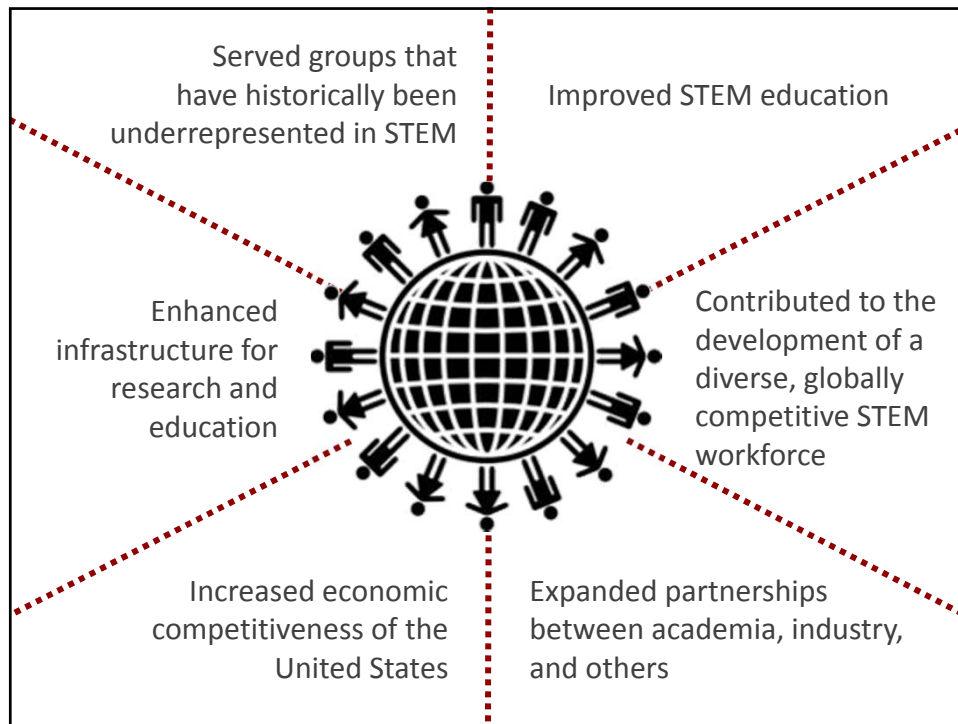 Served groups that
have historically been
underrepresented in STEM
Improved STEM education
Enhanced
infrastructure for
research and
education
Contributed to the
development of a
diverse, globally
competitive STEM
workforce
Increased economic
competitiveness of the
United States
Expanded partnerships
between academia, industry,
and others